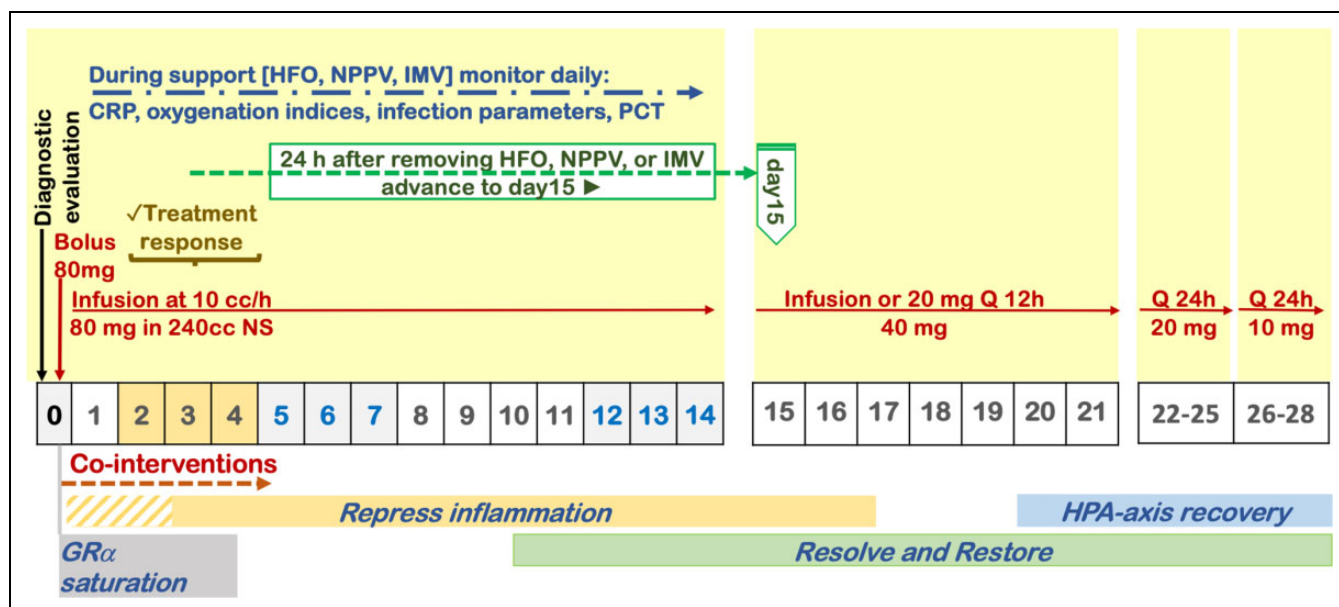 During support [HFO, NPPV, IMV] monitor daily:
CRP, oxygenation indices, infection parameters, PCT
Diagnostic
evaluation
24 h after removing HFO, NPPV, or IMV
advance to day15 ►
day15
✓Treatment
response
Bolus
80mg
Infusion at 10 cc/h
80 mg in 240cc NS
Infusion or 20 mg Q 12h
40 mg
Q 24h
20 mg
Q 24h
10 mg
0 1 2 3 4 5 6 7 8 9 10 11 12 13 14 15 16 17 18 19 20 21 22-25 26-28
Co-interventions
Repress inflammation
HPA-axis recovery
GRα
saturation
Resolve and Restore